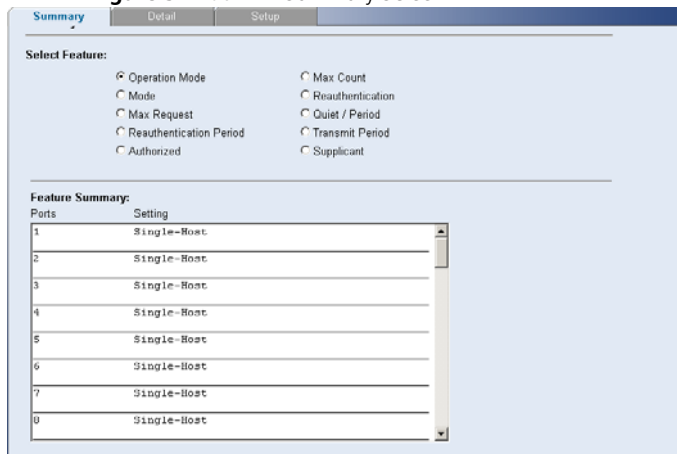 Summary Detail Setup
Select Feature:
Operation Mode Max Count
Mode Reauthentication
Max Request Quiet / Period
Reauthentication Period Transmit Period
Authorized Supplicant
Feature Summary:
Ports Setting
1 Single-Host
2 Single-Host
3 Single-Host
4 Single-Host
5 Single-Host
6 Single-Host
7 Single-Host
8 Single-Host